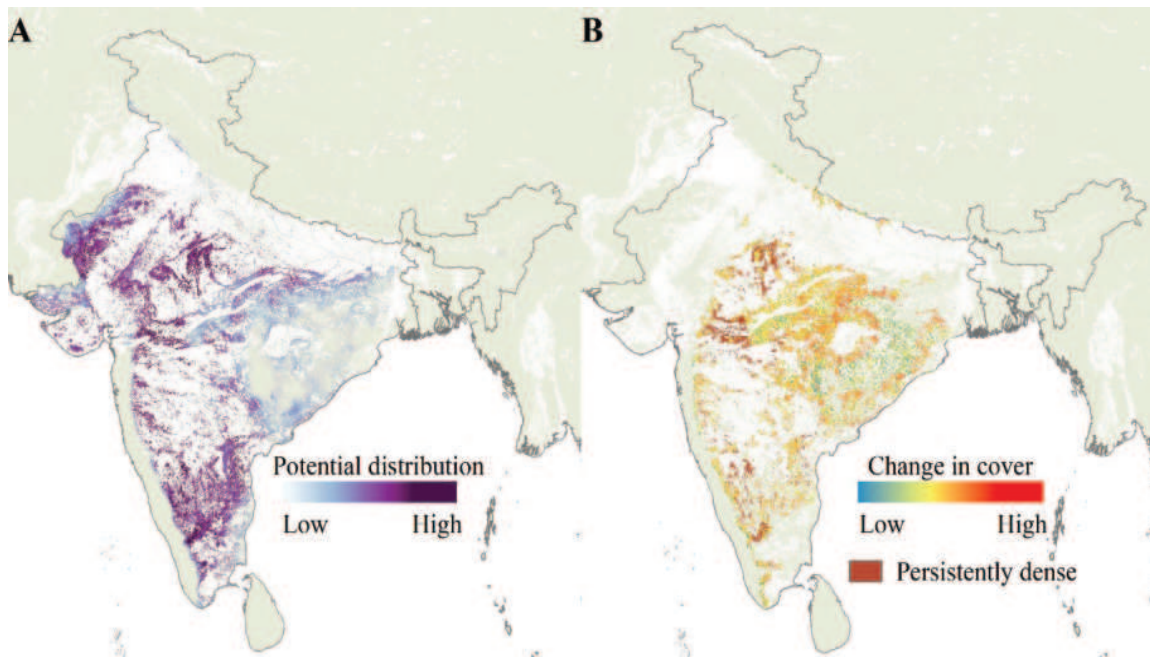 A
B
Potential distribution
Low High
Change in cover
Low High
Persistently dense